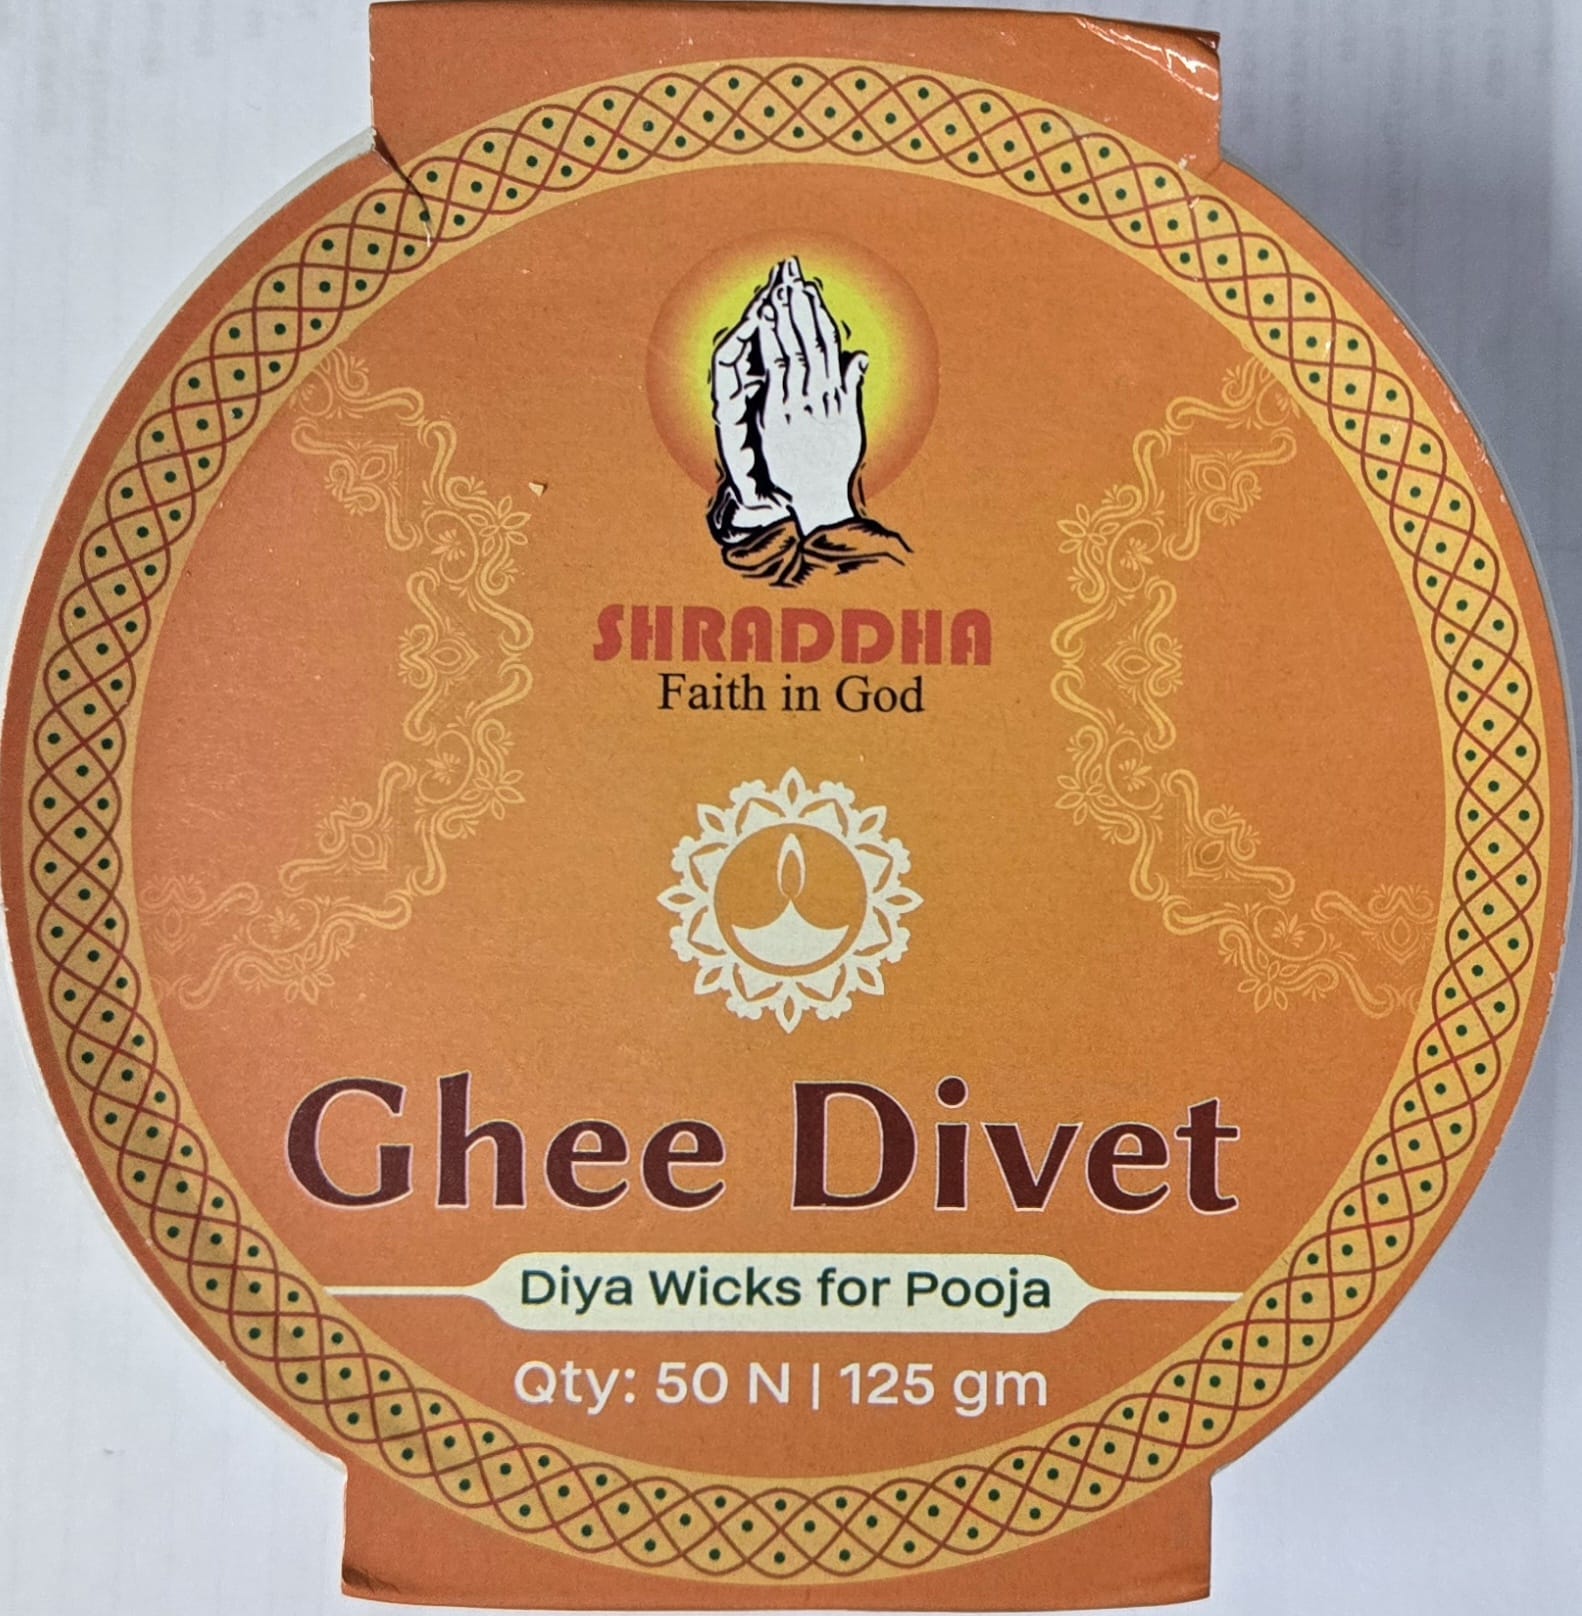 SHRADDHA
Faith in God
Ghee Divet
Diya Wicks for Pooja
Qty: 50 N | 125 gm